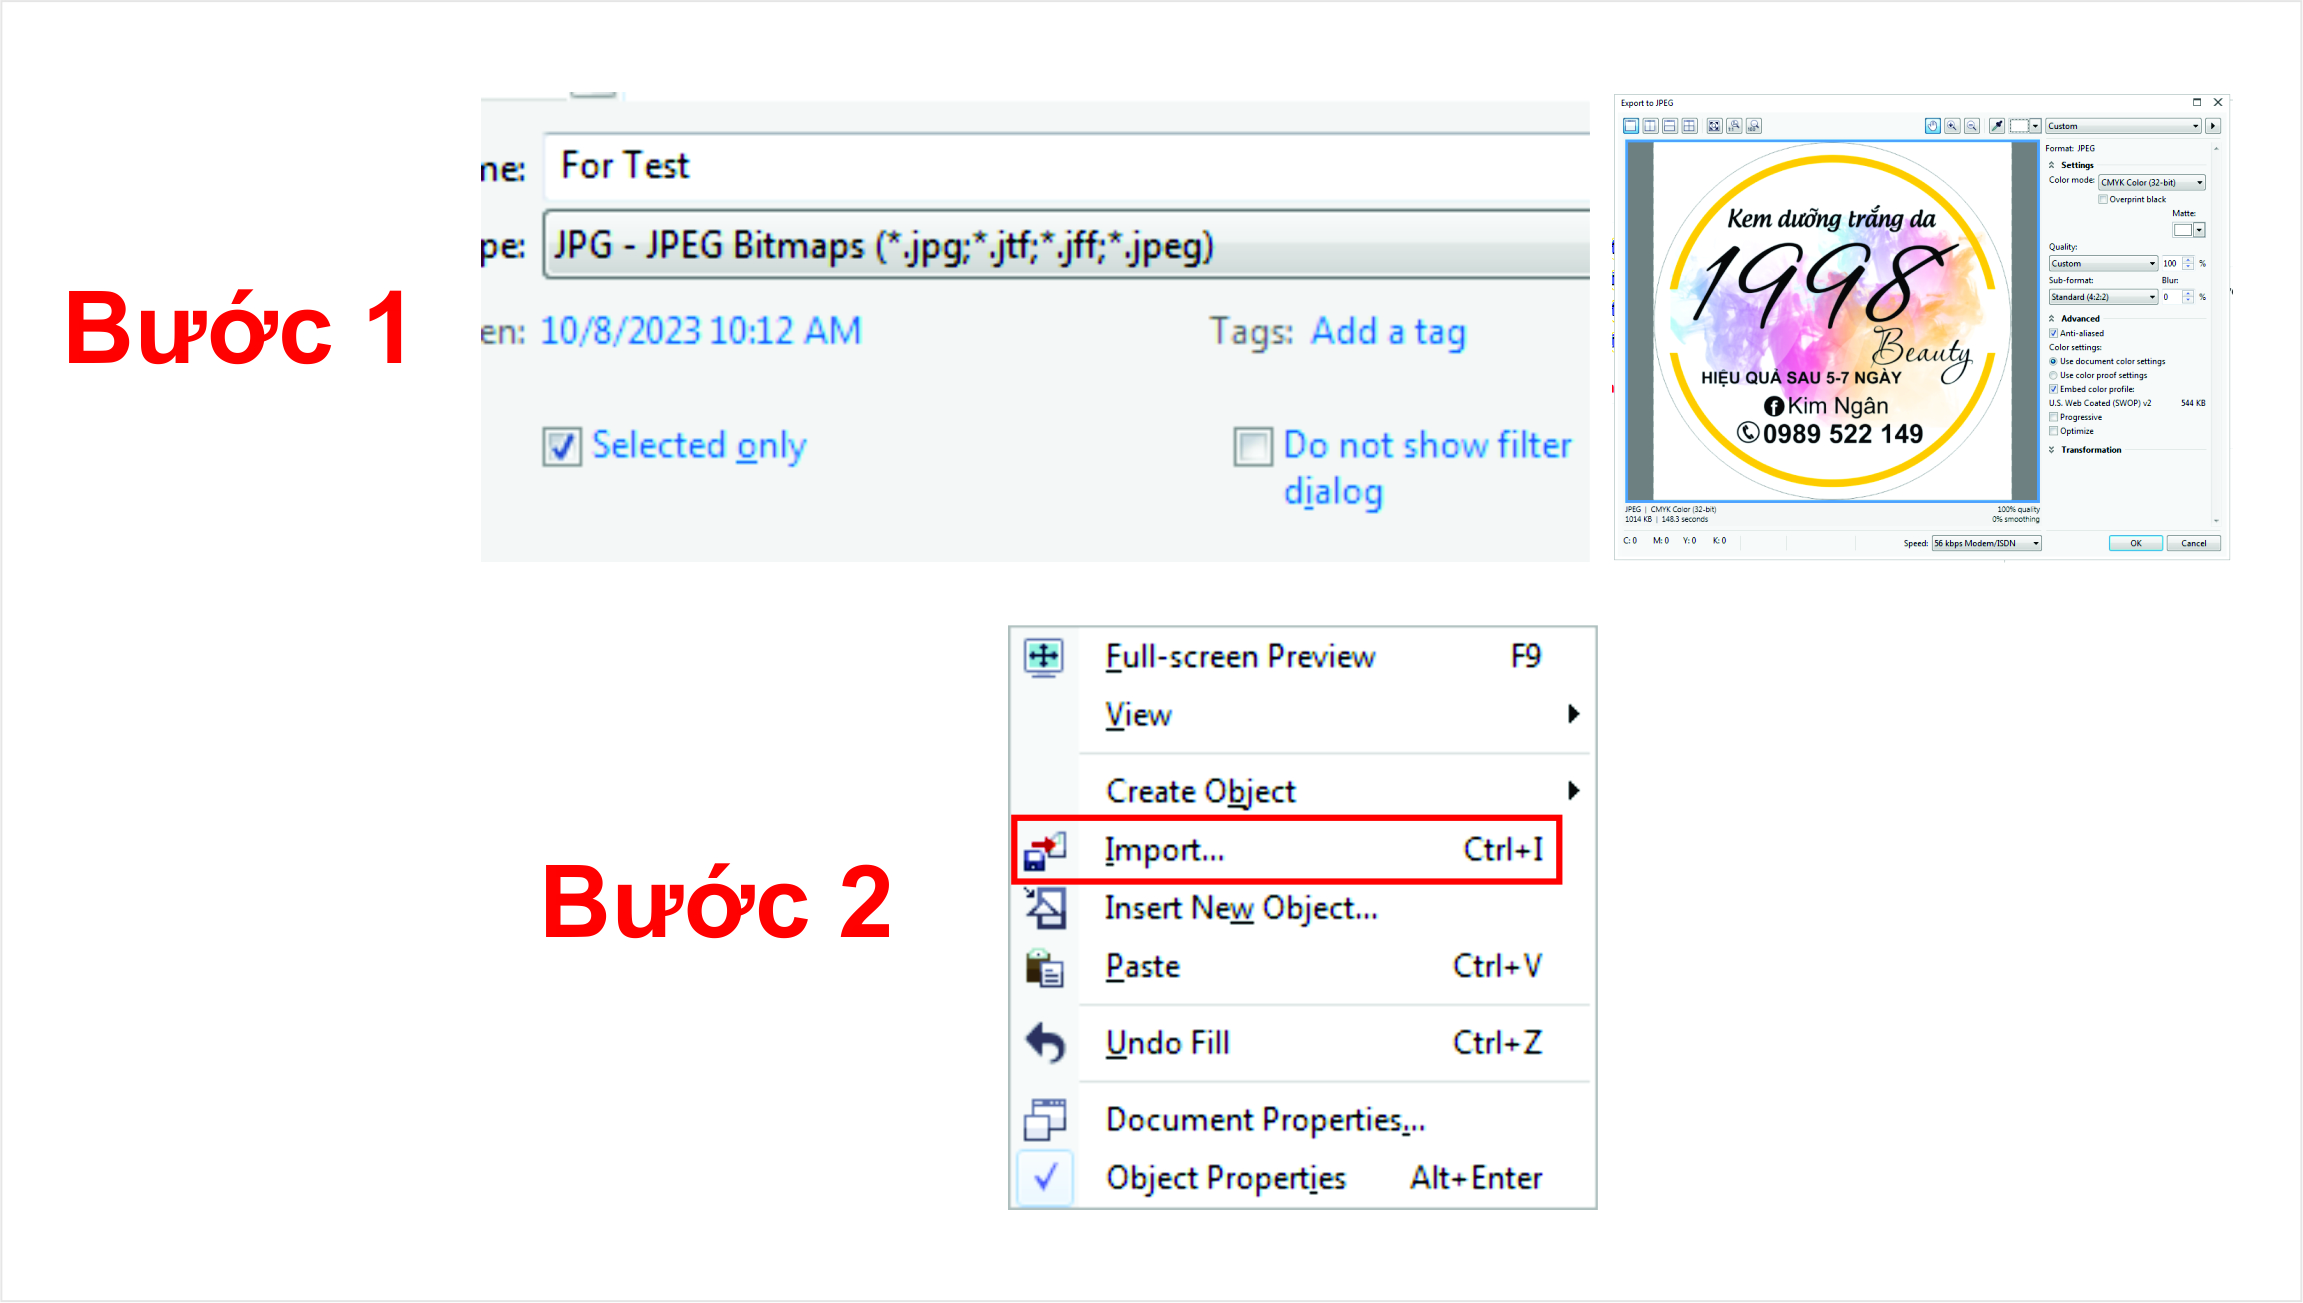 Bước 1
ne: For Test
pe: JPG - JPEG Bitmaps (*.jpg;*.jtf;*.jff;*.jpeg)
en: 10/8/2023 10:12 AM Tags: Add a tag
Selected only
Do not show filter
dialog
Export to JPEG
Custom
Kem dưỡng trắng da
1998
Beauty
HIỆU QUẢ SAU 5-7 NGÀY
Kim Ngân
0989 522 149
Format: JPEG
Settings
Color mode: CMYK Color (32-bit)
Overprint black
Matte:
Quality:
Custom 100 %
Sub-format: Blur:
Standard (4:2:2) 0 %
Advanced
Anti-aliased
Color settings:
Use document color settings
Use color proof settings
Embed color profile:
U.S. Web Coated (SWOP) v2 544 KB
Progressive
Optimize
Transformation
JPEG | CMYK Color (32-bit) 100% quality
1014 KB | 148.3 seconds 0% smoothing
C: 0 M: 0 Y: 0 K: 0
Speed: 56 kbps Modem/ISDN
OK Cancel
Bước 2
Full-screen Preview F9
View
Create Object
Import... Ctrl+I
Insert New Object...
Paste Ctrl+V
Undo Fill Ctrl+Z
Document Properties...
Object Properties Alt+Enter